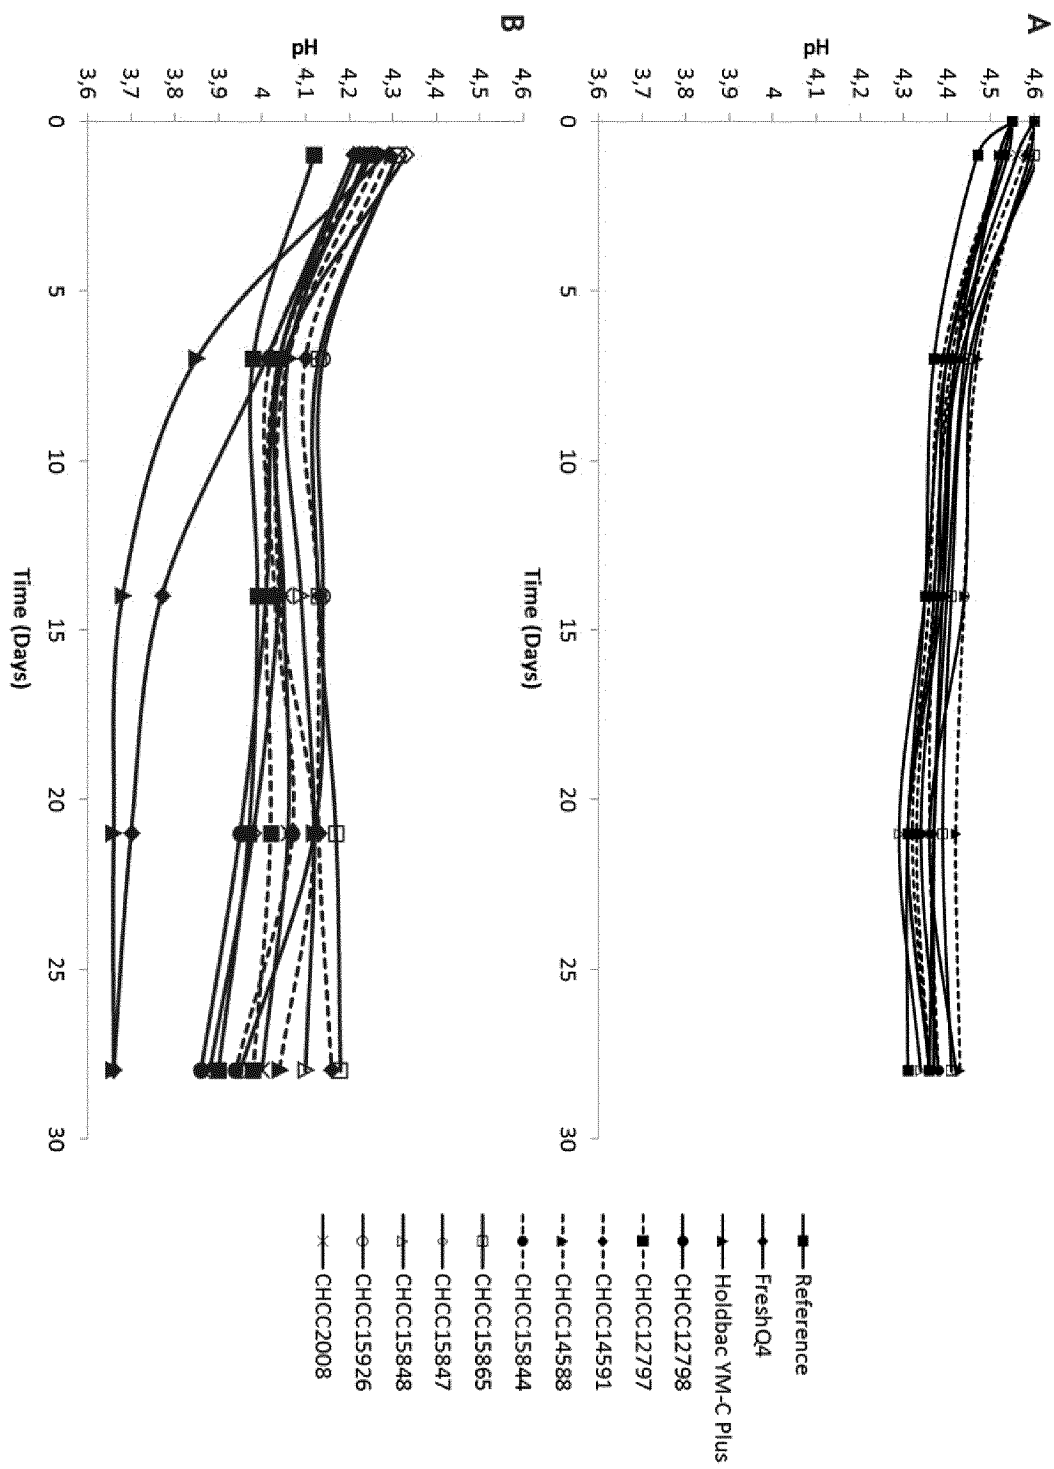 A
pH
4,6
4,5
4,4
4,3
4,2
4,1
4
3,9
3,8
3,7
3,6
0
5
10
15
20
25
30
Time (Days)
B
pH
4,6
4,5
4,4
4,3
4,2
4,1
4
3,9
3,8
3,7
3,6
0
5
10
15
20
25
30
Time (Days)
Reference
FreshQ4
Holdbac YM-C Plus
CHCC12798
CHCC12797
CHCC14591
CHCC14588
CHCC15844
CHCC15865
CHCC15847
CHCC15848
CHCC15926
CHCC2008